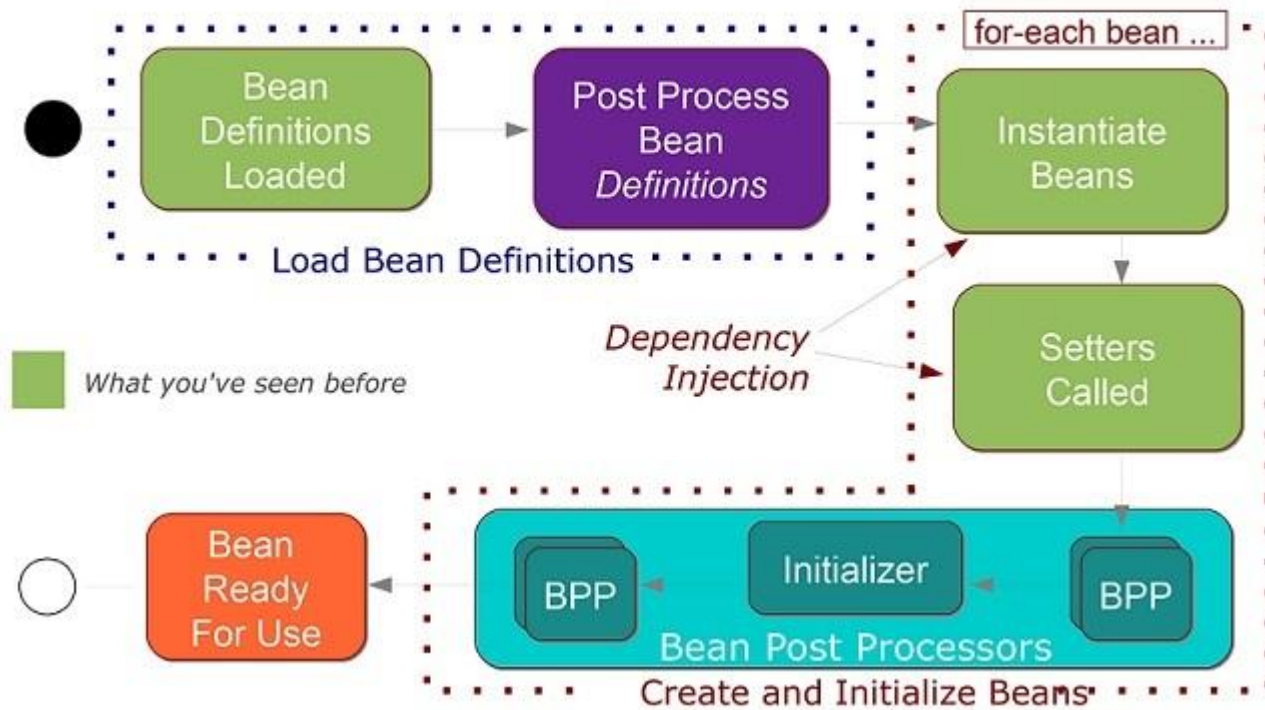 for-each bean ...
Bean
Definitions
Loaded
Post Process
Bean
Definitions
Instantiate
Beans
Load Bean Definitions
Dependency
Injection
Setters
Called
What you've seen before
Bean
Ready
For Use
BPP
Initializer
BPP
Bean Post Processors
Create and Initialize Beans